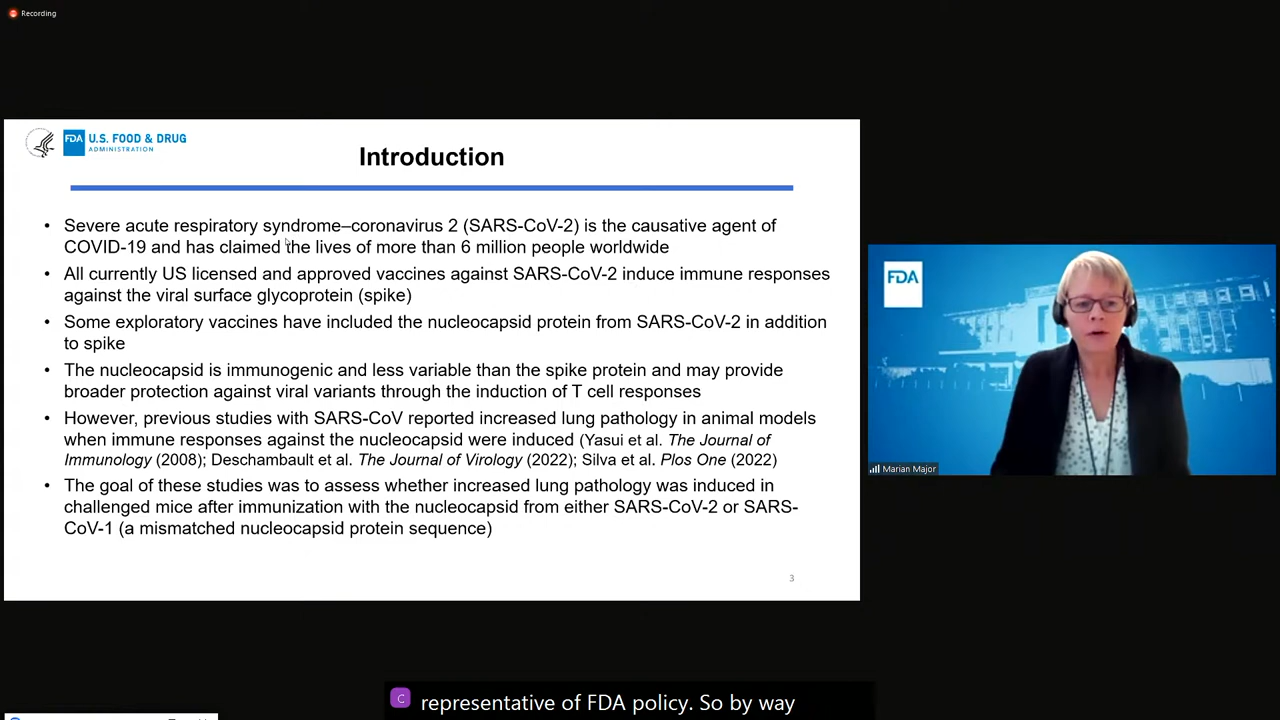 Recording
FDA U.S. FOOD & DRUG
ADMINISTRATION
Introduction
• Severe acute respiratory syndrome–coronavirus 2 (SARS-CoV-2) is the causative agent of
COVID-19 and has claimed the lives of more than 6 million people worldwide
• All currently US licensed and approved vaccines against SARS-CoV-2 induce immune responses
against the viral surface glycoprotein (spike)
• Some exploratory vaccines have included the nucleocapsid protein from SARS-CoV-2 in addition
to spike
• The nucleocapsid is immunogenic and less variable than the spike protein and may provide
broader protection against viral variants through the induction of T cell responses
• However, previous studies with SARS-CoV reported increased lung pathology in animal models
when immune responses against the nucleocapsid were induced (Yasui et al. The Journal of
Immunology (2008); Deschambault et al. The Journal of Virology (2022); Silva et al. Plos One (2022)
• The goal of these studies was to assess whether increased lung pathology was induced in
challenged mice after immunization with the nucleocapsid from either SARS-CoV-2 or SARS-
CoV-1 (a mismatched nucleocapsid protein sequence)
3
FDA
Marian Major
C representative of FDA policy. So by way